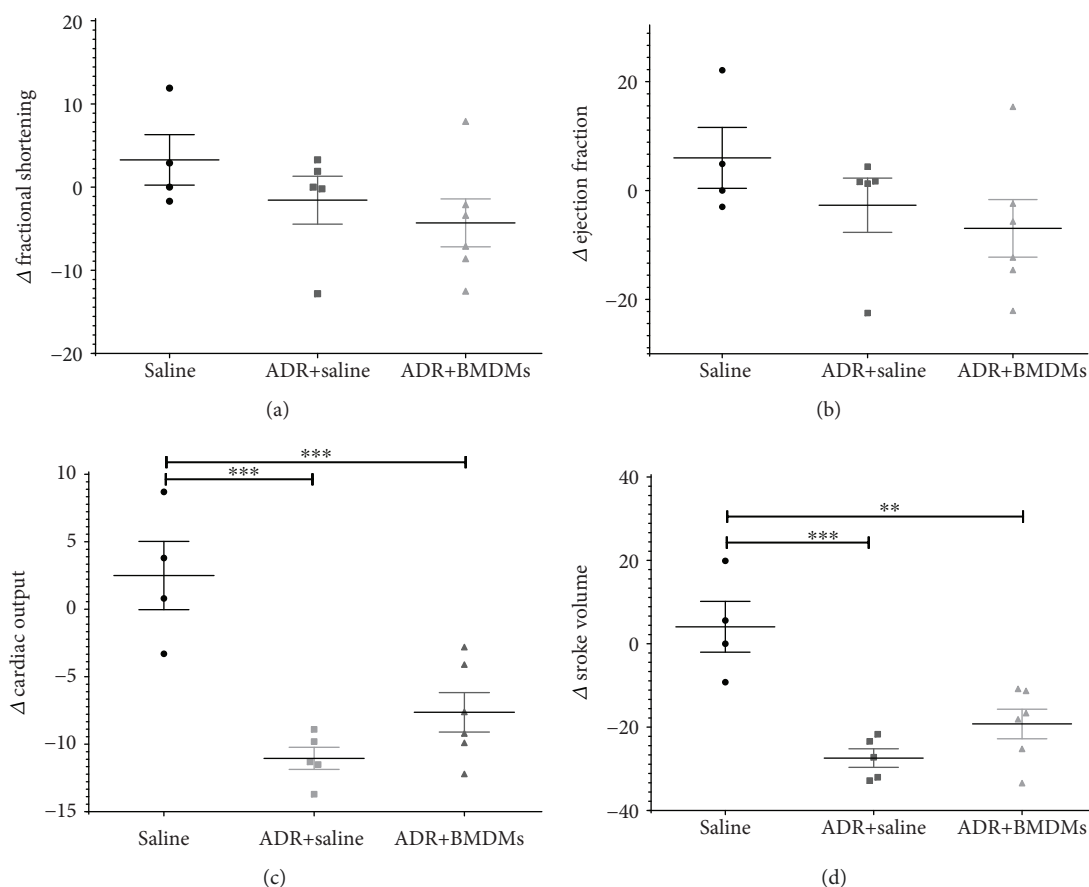 Δ fractional shortening
20
10
0
−10
−20
Saline
ADR+saline
ADR+BMDMs
(a)
Δ ejection fraction
20
0
−20
Saline
ADR+saline
ADR+BMDMs
(b)
Δ cardiac output
10
5
0
−5
−10
−15
***
***
Saline
ADR+saline
ADR+BMDMs
(c)
Δ sroke volume
40
20
0
−20
−40
**
***
Saline
ADR+saline
ADR+BMDMs
(d)